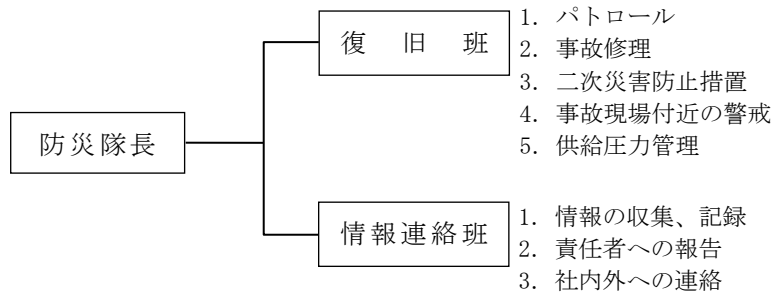 復旧班
1. パトロール
2. 事故修理
3. 二次災害防止措置
4. 事故現場付近の警戒
5. 供給圧力管理
防災隊長
情報連絡班
1. 情報の収集、記録
2. 責任者への報告
3. 社内外への連絡